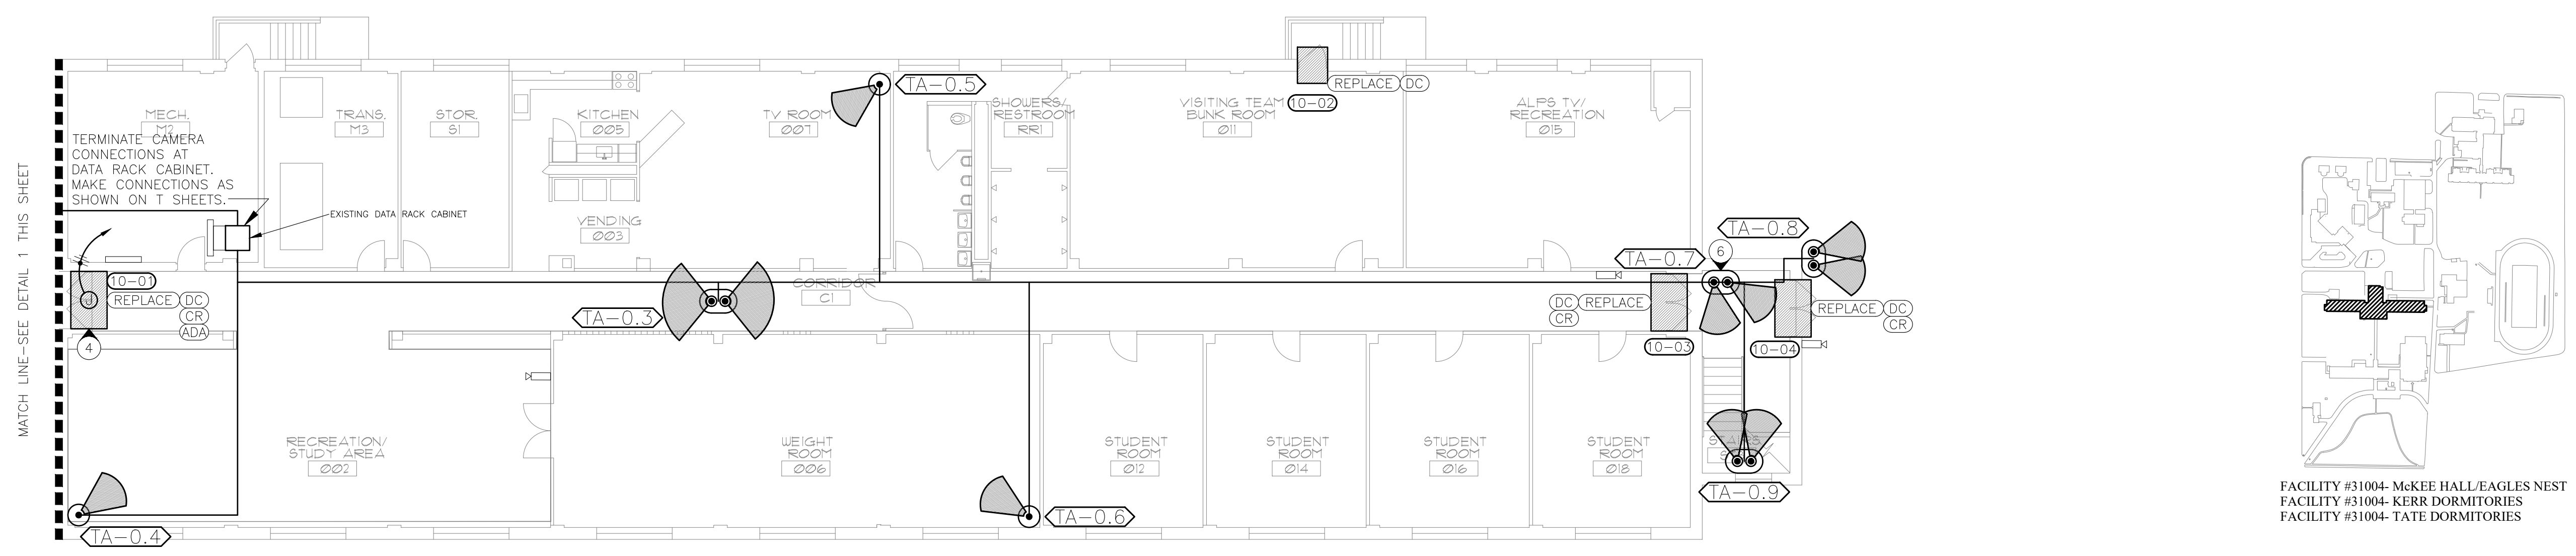 MATCH LINE-SEE DETAIL 1 THIS SHEET
MECH.
M2
TERMINATE CAMERA
CONNECTIONS AT
DATA RACK CABINET.
MAKE CONNECTIONS AS
SHOWN ON T SHEETS.
EXISTING DATA RACK CABINET
TRANS.
M3
STOR.
S1
KITCHEN
005
VENDING
003
TV ROOM
007
TA-0.5
SHOWERS/
RESTROOM
RR1
VISITING TEAM
BUNK ROOM
011
10-02
REPLACE DC
ALPS TV/
RECREATION
015
10-01
J
REPLACE DC
CR
ADA
4
TA-0.3
CORRIDOR
C1
TA-0.7
6
TA-0.8
DC REPLACE
CR
10-03
REPLACE DC
CR
10-04
RECREATION/
STUDY AREA
002
TA-0.4
WEIGHT
ROOM
006
TA-0.6
STUDENT
ROOM
012
STUDENT
ROOM
014
STUDENT
ROOM
016
STUDENT
ROOM
018
STAIRS
TA-0.9
FACILITY #31004- McKEE HALL/EAGLES NEST
FACILITY #31004- KERR DORMITORIES
FACILITY #31004- TATE DORMITORIES